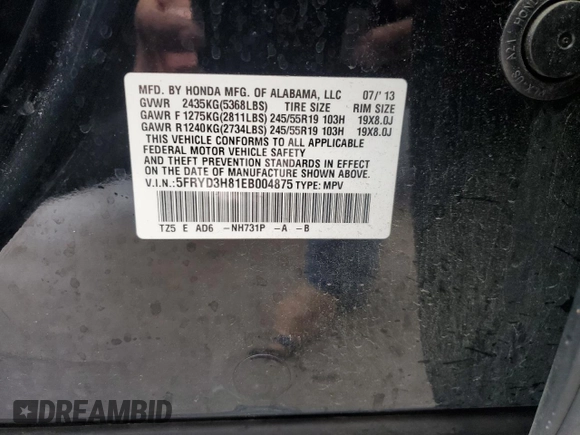 MFD. BY HONDA MFG. OF ALABAMA, LLC 07/' 13
GVWR 2435KG(5368LBS) TIRE SIZE RIM SIZE
GAWR F 1275KG(2811LBS) 245/55R19 103H 19X8.0J
GAWR R1240KG(2734LBS) 245/55R19 103H 19X8.0J
THIS VEHICLE CONFORMS TO ALL APPLICABLE
FEDERAL MOTOR VEHICLE SAFETY
AND THEFT PREVENTION STANDARDS IN EFFECT
ON THE DATE OF MANUFACTURE SHOWN ABOVE.
V.I.N.:5FRYD3H81EB004875 TYPE: MPV
TZ5 E AD6 -NH731P -A -B
DREAMBID